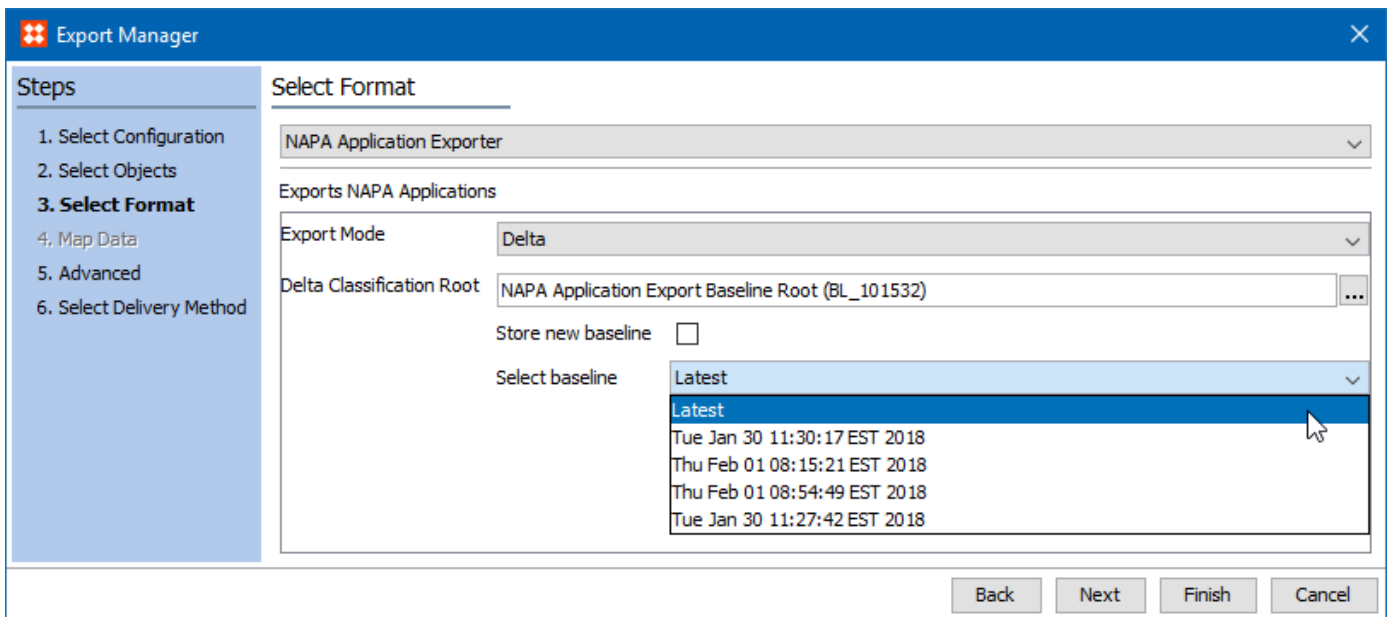 Export Manager
Steps
1. Select Configuration
2. Select Objects
3. Select Format
4. Map Data
5. Advanced
6. Select Delivery Method
Select Format
NAPA Application Exporter
Exports NAPA Applications
Export Mode
Delta
Delta Classification Root
NAPA Application Export Baseline Root (BL_101532)
...
Store new baseline
Select baseline
Latest
Latest
Tue Jan 30 11:30:17 EST 2018
Thu Feb 01 08:15:21 EST 2018
Thu Feb 01 08:54:49 EST 2018
Tue Jan 30 11:27:42 EST 2018
Back
Next
Finish
Cancel